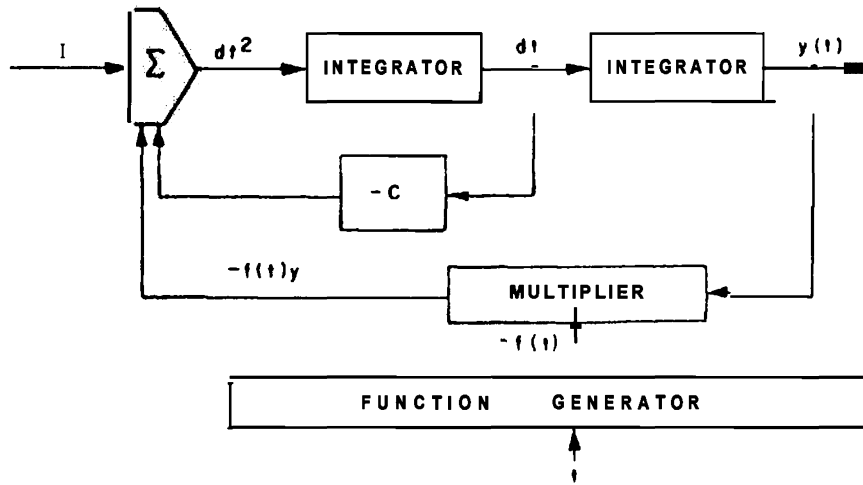 I
Σ
dt²
INTEGRATOR
dt
INTEGRATOR
y(t)
-C
-f(t)y
MULTIPLIER
-f(t)
FUNCTION GENERATOR
t